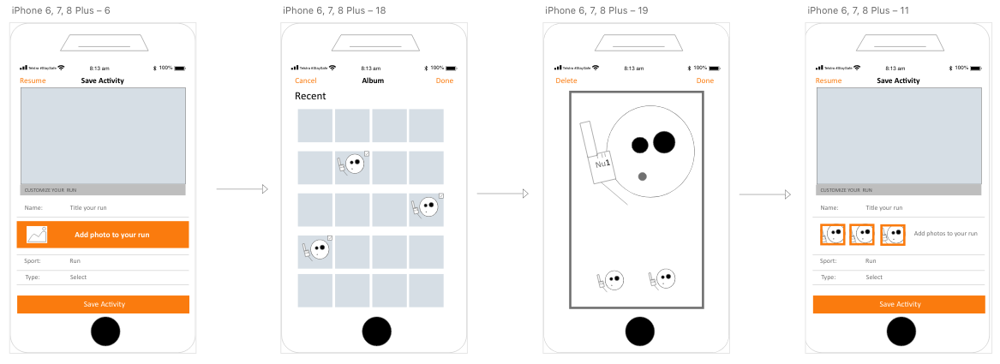 iPhone 6, 7, 8 Plus – 6
Telstra #StaySafe 8:13 am 100%
Resume Save Activity
CUSTOMIZE YOUR RUN
Name: Title your run
Add photo to your run
Sport: Run
Type: Select
Save Activity
iPhone 6, 7, 8 Plus – 18
Telstra #StaySafe 8:13 am 100%
Cancel Album Done
Recent
iPhone 6, 7, 8 Plus – 19
Telstra #StaySafe 8:13 am 100%
Delete Done
Nu1
iPhone 6, 7, 8 Plus – 11
Telstra #StaySafe 8:13 am 100%
Resume Save Activity
CUSTOMIZE YOUR RUN
Name: Title your run
Add photos to your run
Sport: Run
Type: Select
Save Activity